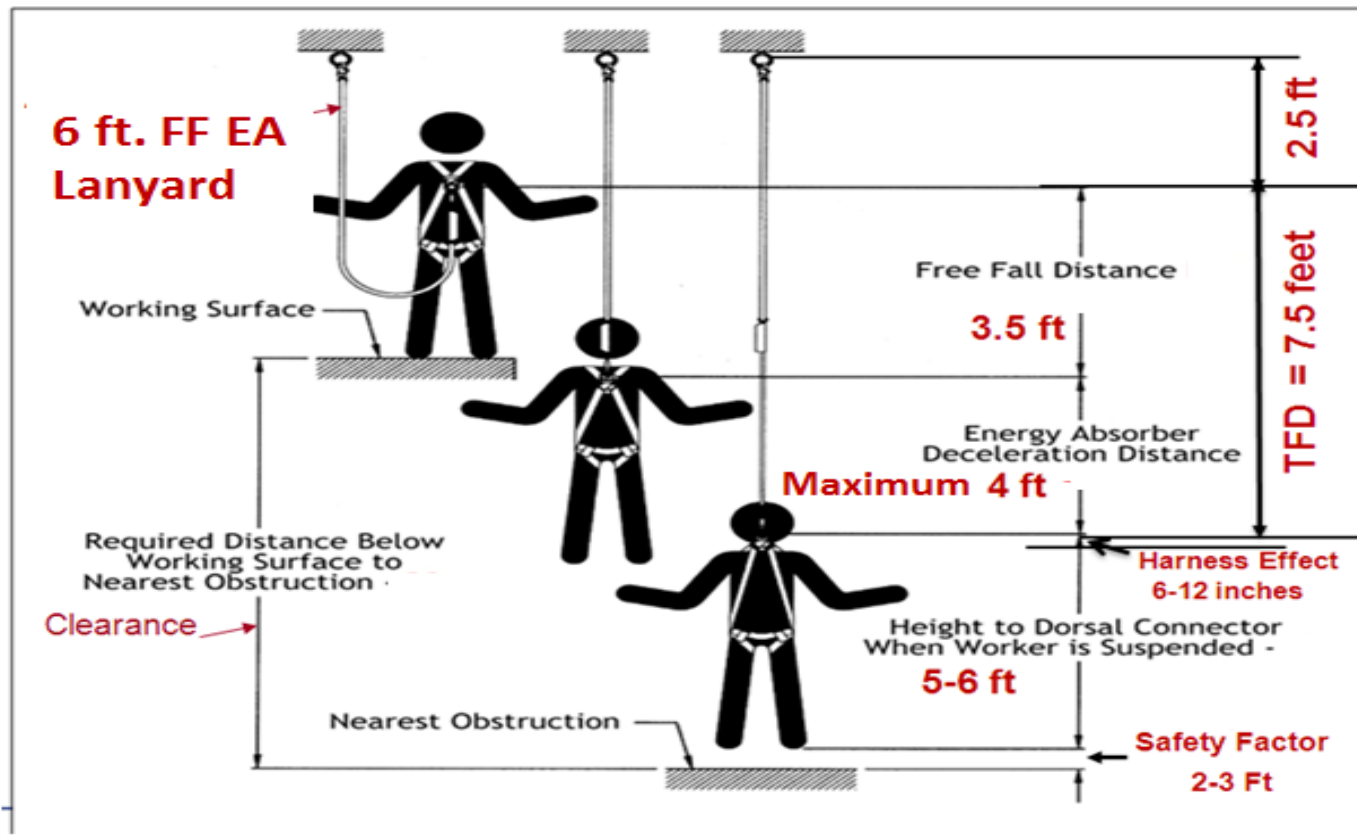 6 ft. FF EA
Lanyard
2.5 ft
Free Fall Distance
3.5 ft
TFD = 7.5 feet
Working Surface
Energy Absorber
Deceleration Distance
Maximum 4 ft
Required Distance Below
Working Surface to
Nearest Obstruction -
Clearance
Harness Effect
6-12 inches
Height to Dorsal Connector
When Worker is Suspended -
5-6 ft
Nearest Obstruction
Safety Factor
2-3 Ft